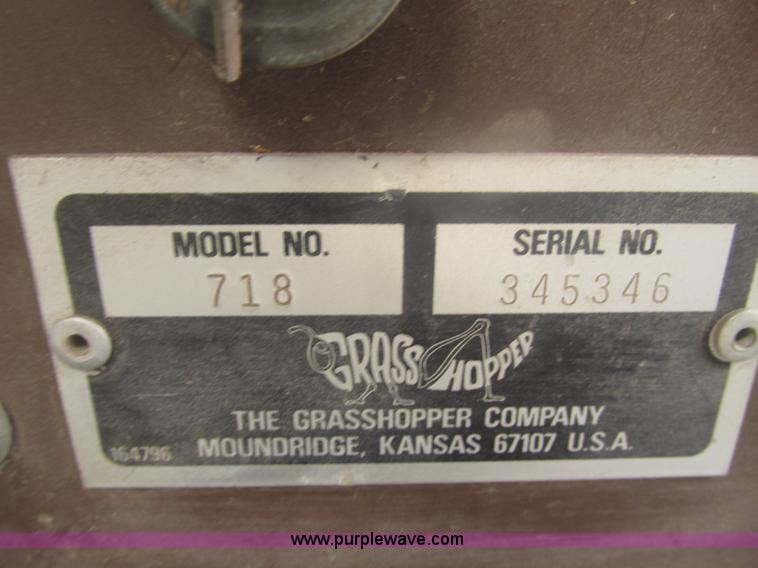 MODEL NO.
718
SERIAL NO.
345346
GRASSHOPPER
THE GRASSHOPPER COMPANY
164796 MOUNDRIDGE, KANSAS 67107 U.S.A.
www.purplewave.com